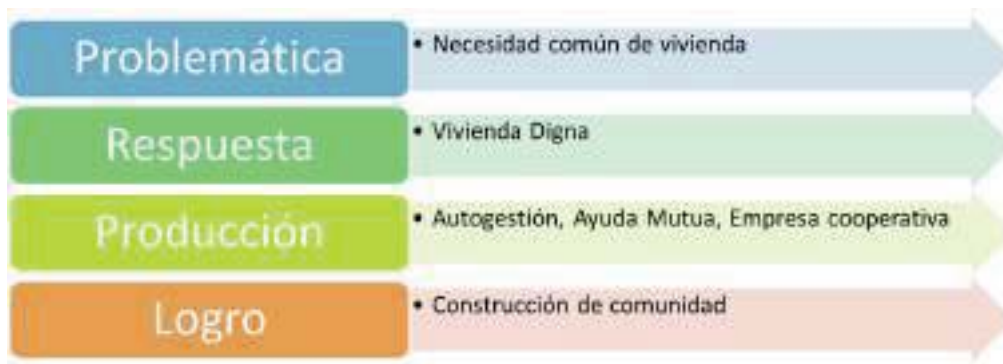 Problemática
• Necesidad común de vivienda
Respuesta
• Vivienda Digna
Producción
• Autogestión, Ayuda Mutua, Empresa cooperativa
Logro
• Construcción de comunidad